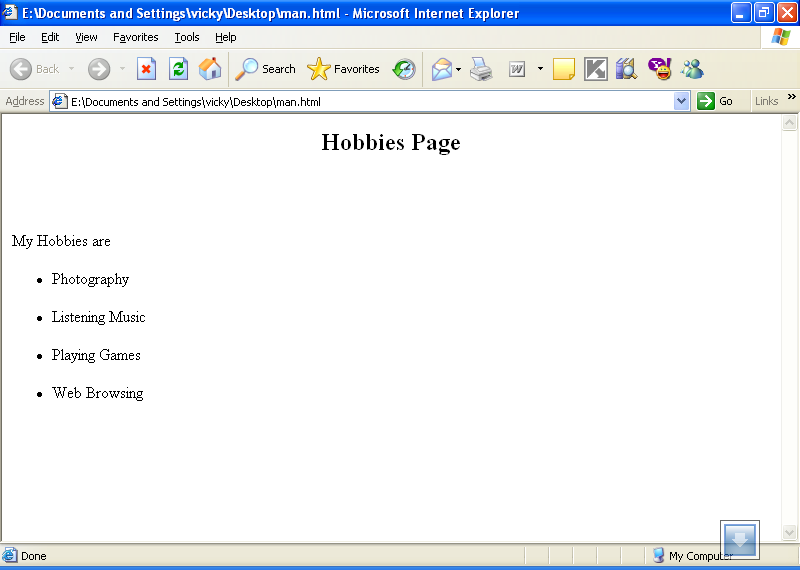 E:\Documents and Settings\vicky\Desktop\man.html - Microsoft Internet Explorer
File Edit View Favorites Tools Help
Back Search Favorites W K
Address E:\Documents and Settings\vicky\Desktop\man.html Go Links »
Hobbies Page
My Hobbies are
• Photography
• Listening Music
• Playing Games
• Web Browsing
Done My Computer